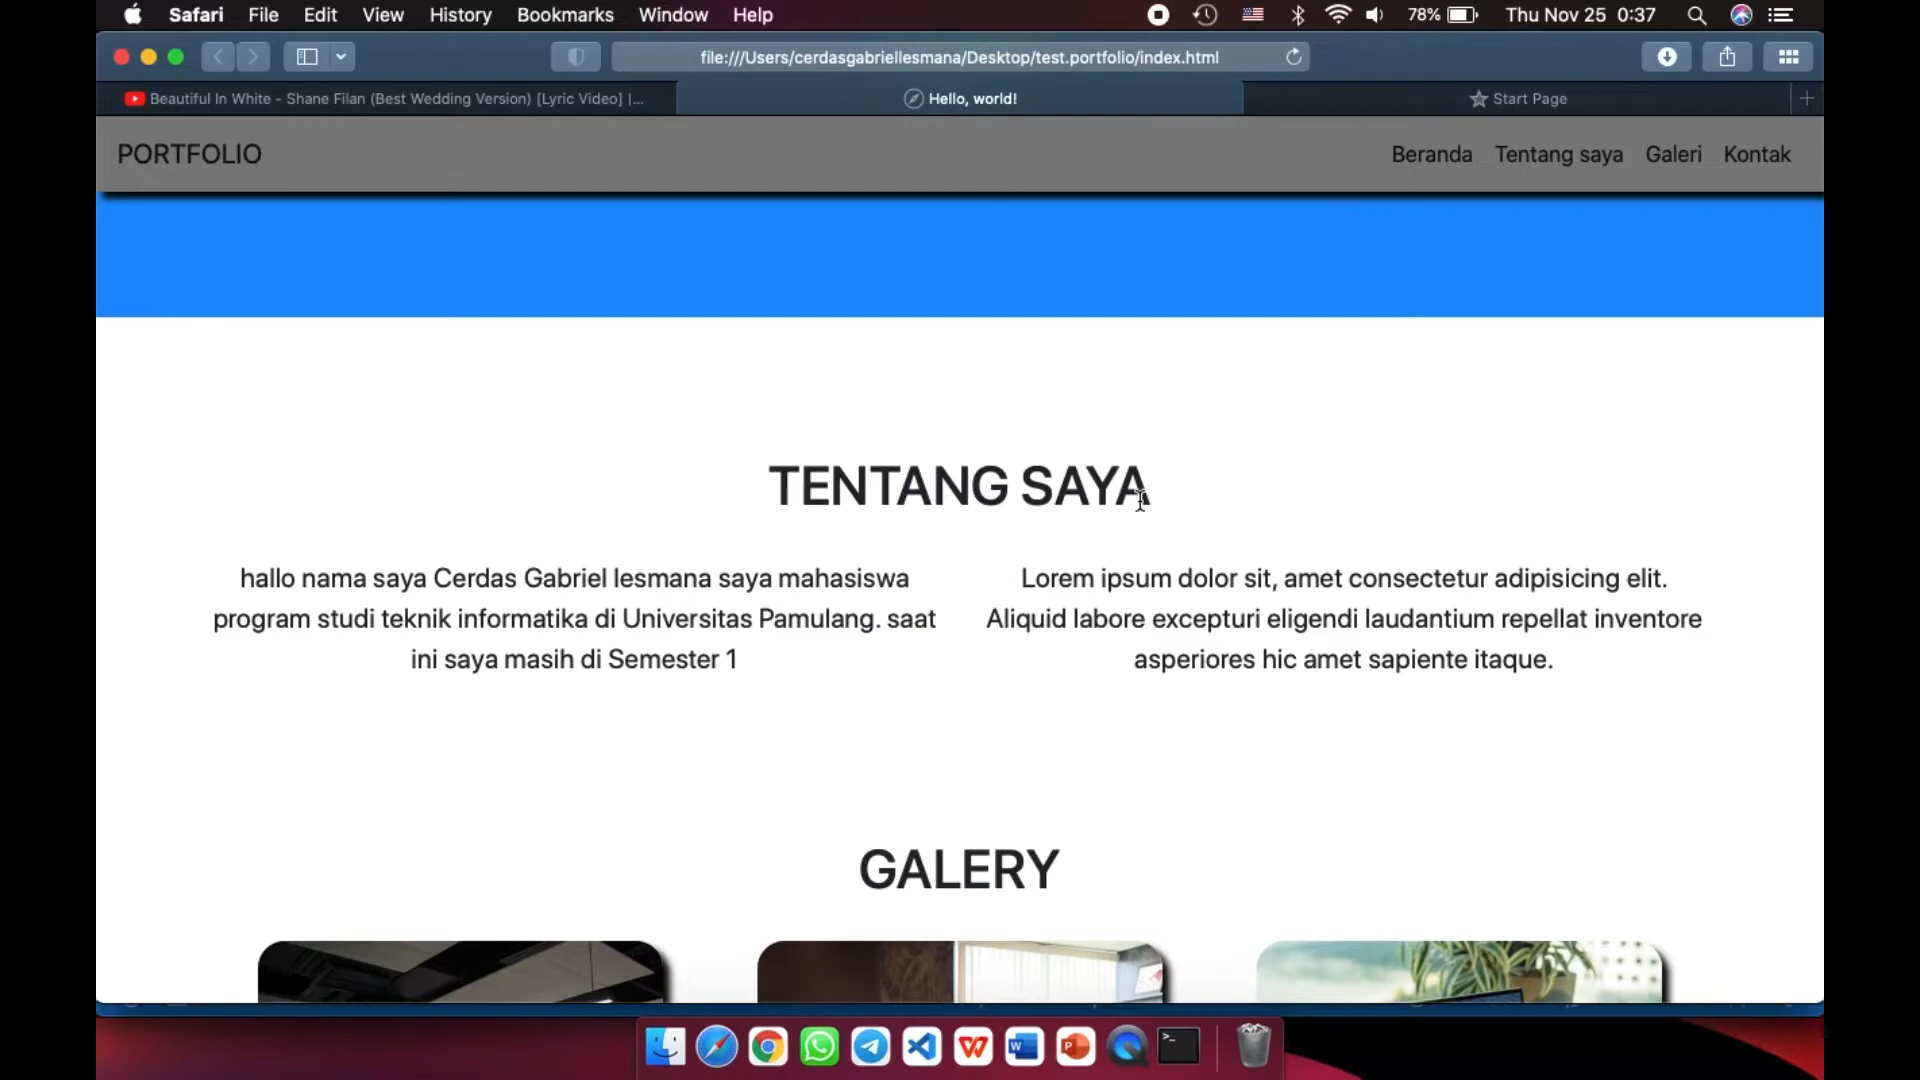 Safari File Edit View History Bookmarks Window Help 78% Thu Nov 25 0:37
file:///Users/cerdasgabriellesmana/Desktop/test.portfolio/index.html
Beautiful In White - Shane Filan (Best Wedding Version) [Lyric Video] |... Hello, world! Start Page
PORTFOLIO Beranda Tentang saya Galeri Kontak
TENTANG SAYA
hallo nama saya Cerdas Gabriel lesmana saya mahasiswa
program studi teknik informatika di Universitas Pamulang. saat
ini saya masih di Semester 1
Lorem ipsum dolor sit, amet consectetur adipisicing elit.
Aliquid labore excepturi eligendi laudantium repellat inventore
asperiores hic amet sapiente itaque.
GALERY